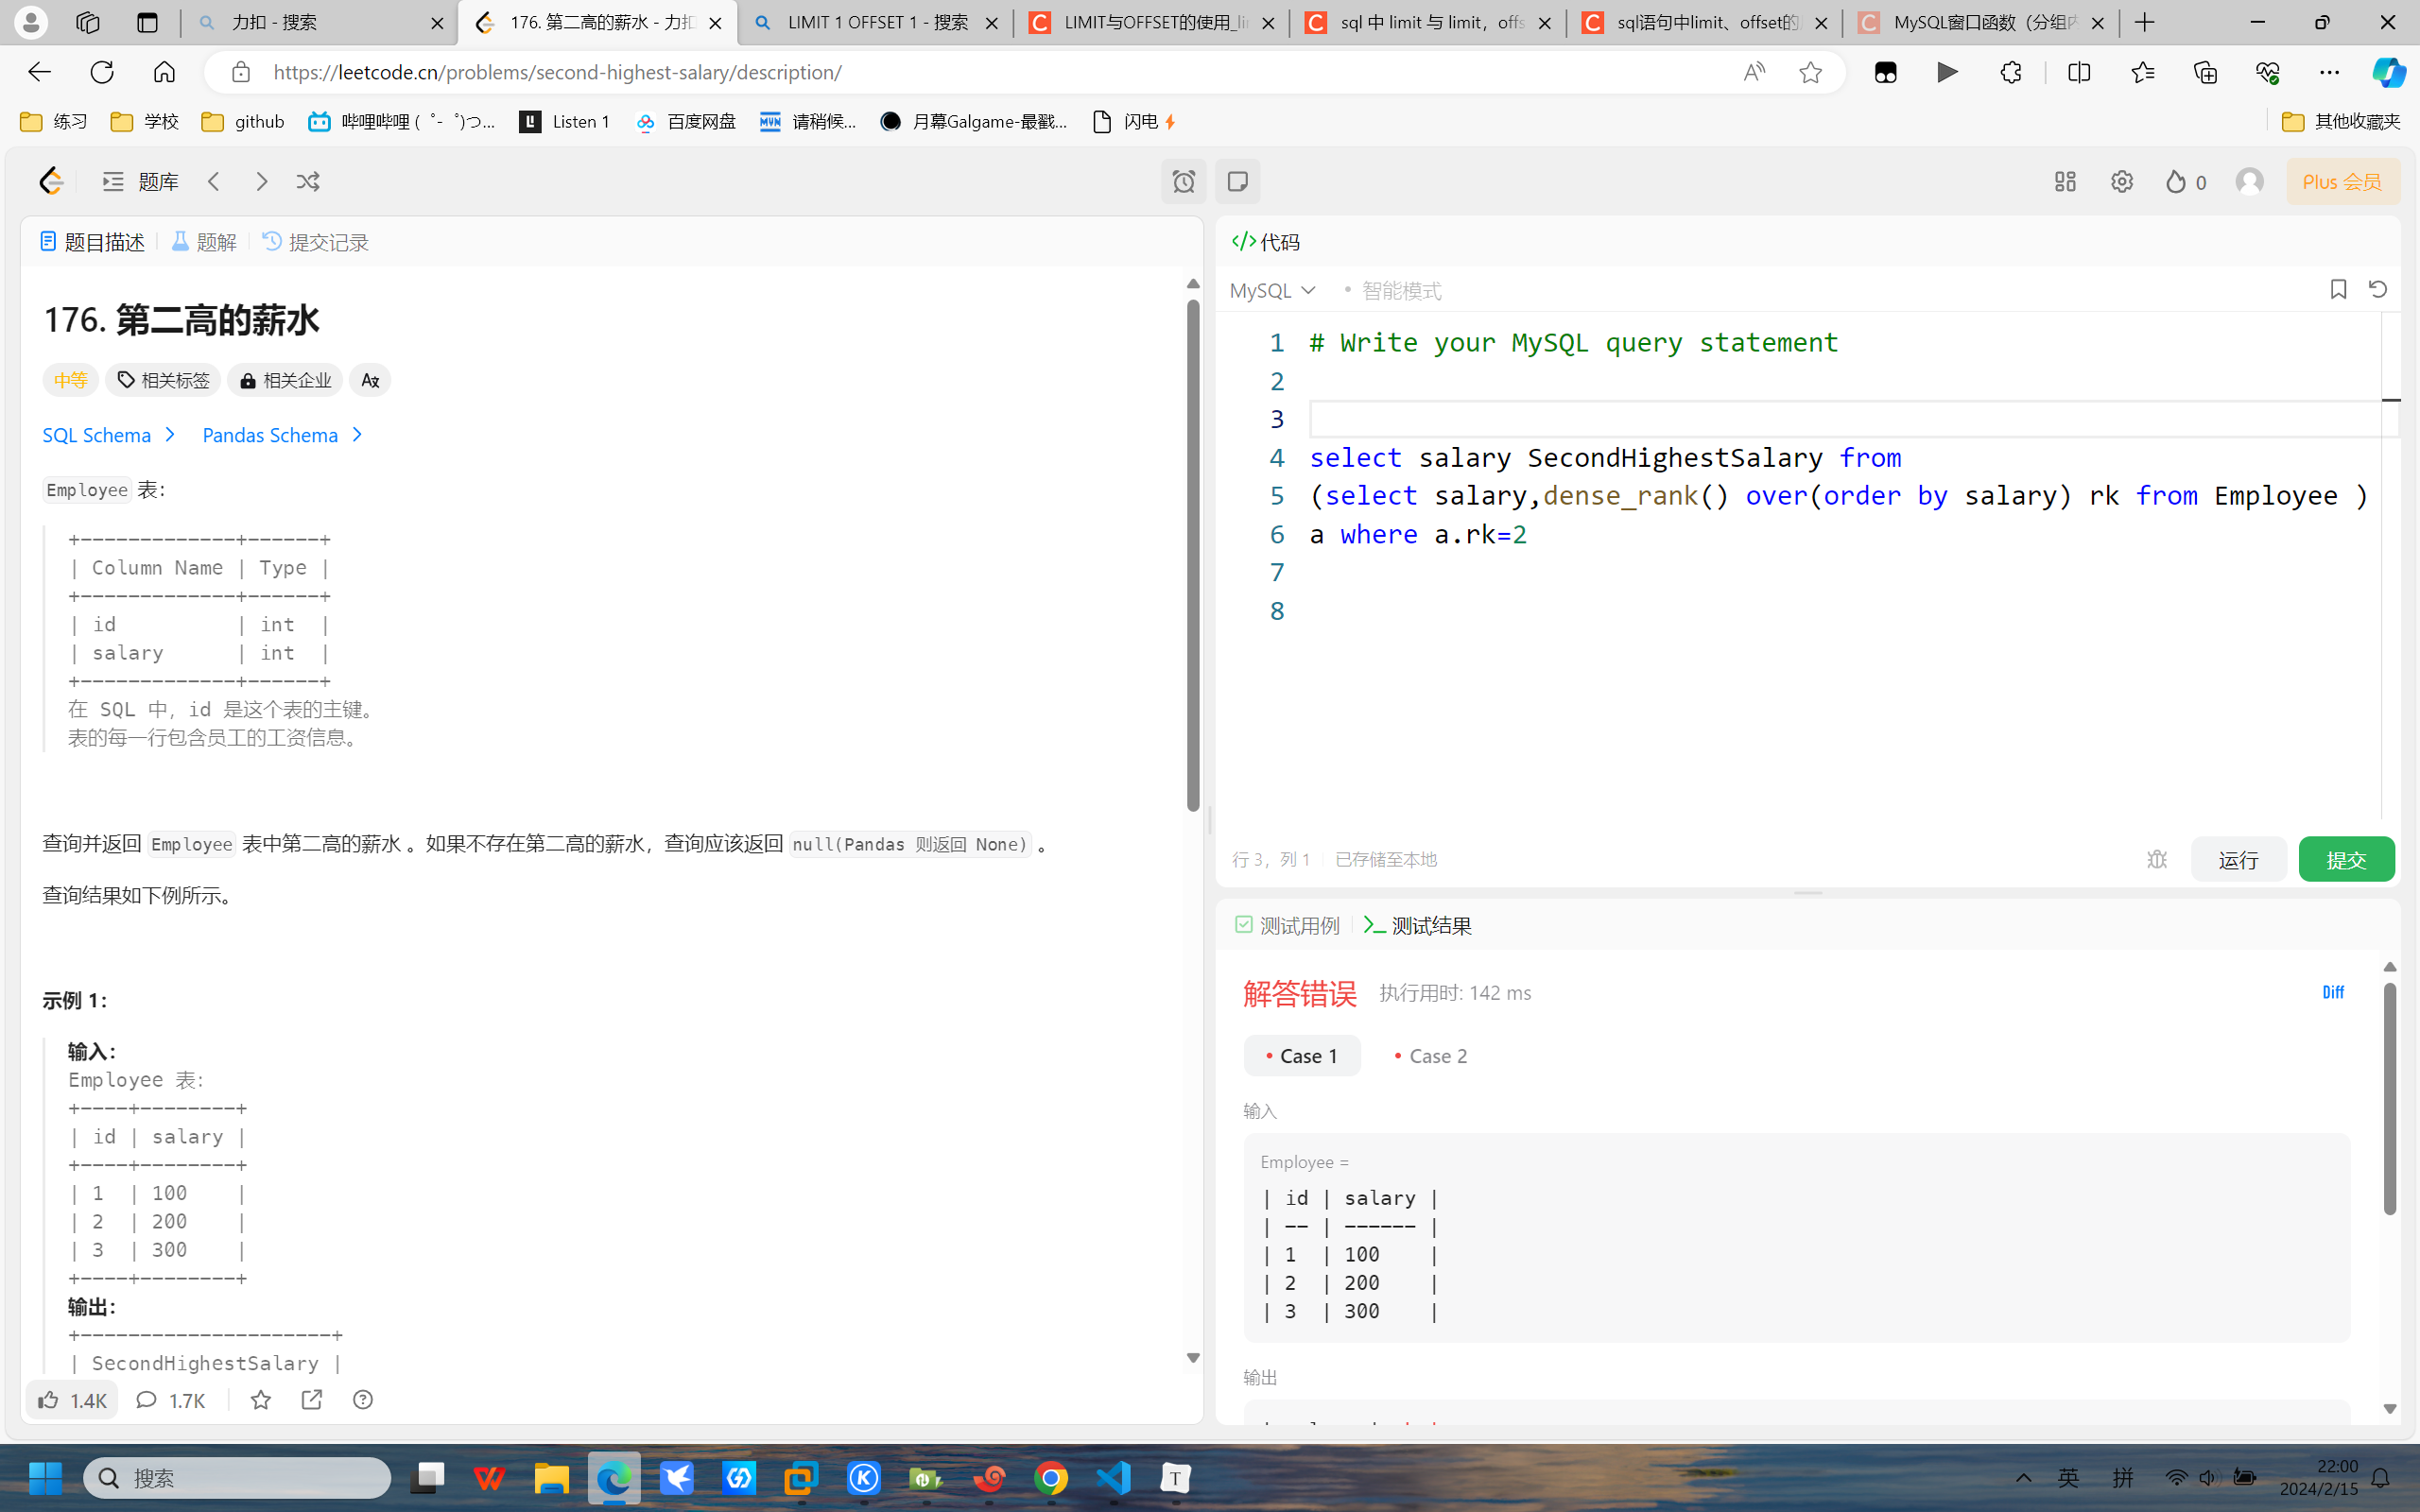 力扣 - 搜索
176. 第二高的薪水 - 力扣
LIMIT 1 OFFSET 1 - 搜索
LIMIT与OFFSET的使用_li
sql 中 limit 与 limit，offs
sql语句中limit、offset的
MySQL窗口函数（分组内
https://leetcode.cn/problems/second-highest-salary/description/
练习
学校
github
哔哩哔哩 (゜-゜)つ...
Listen 1
百度网盘
请稍候...
月幕Galgame-最戳...
闪电
其他收藏夹
题库
0
Plus 会员
题目描述
题解
提交记录
176. 第二高的薪水
中等
相关标签
相关企业
SQL Schema
Pandas Schema
Employee 表：
+-------------+------+
| Column Name | Type |
+-------------+------+
| id          | int  |
| salary      | int  |
+-------------+------+
在 SQL 中，id 是这个表的主键。
表的每一行包含员工的工资信息。
查询并返回 Employee 表中第二高的薪水 。如果不存在第二高的薪水，查询应该返回 null(Pandas 则返回 None) 。
查询结果如下例所示。
示例 1：
输入：
Employee 表：
+----+--------+
| id | salary |
+----+--------+
| 1  | 100    |
| 2  | 200    |
| 3  | 300    |
+----+--------+
输出：
+---------------------+
| SecondHighestSalary |
1.4K
1.7K
代码
MySQL
• 智能模式
1 # Write your MySQL query statement
2
3
4 select salary SecondHighestSalary from
5 (select salary,dense_rank() over(order by salary) rk from Employee )
6 a where a.rk=2
7
8
行 3，列 1
已存储至本地
运行
提交
测试用例
测试结果
解答错误
执行用时: 142 ms
Diff
• Case 1
• Case 2
输入
Employee =
| id | salary |
| -- | ------ |
| 1  | 100    |
| 2  | 200    |
| 3  | 300    |
输出
搜索
英
拼
22:00
2024/2/15